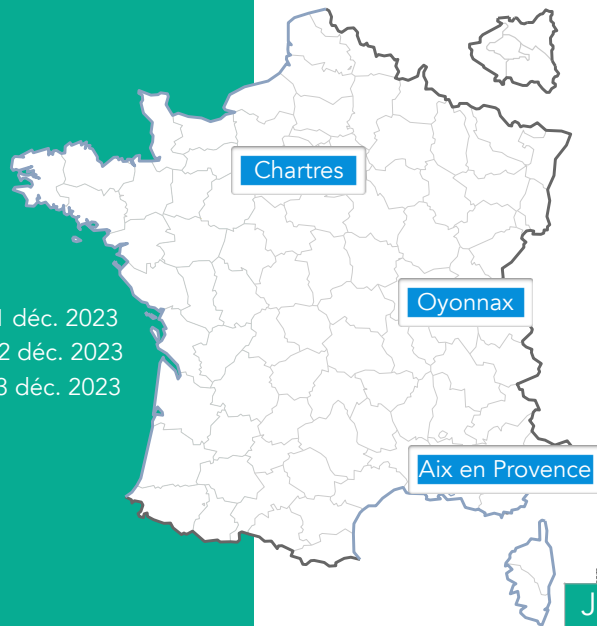 Chartres
Oyonnax
déc. 2023
déc. 2023
déc. 2023
Aix en Provence
J